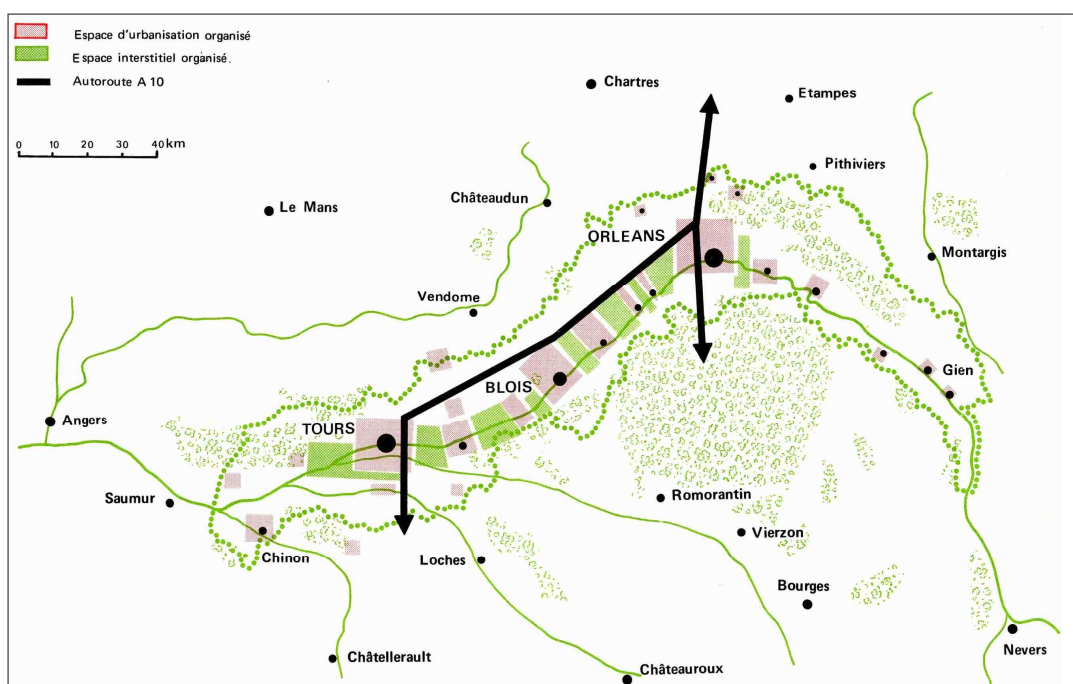 Espace d'urbanisation organisé
Espace interstitiel organisé.
Autoroute A 10
0 10 20 30 40 km
Chartres
Etampes
Pithiviers
Le Mans
Châteaudun
ORLEANS
Montargis
Vendome
Gien
BLOIS
Angers
TOURS
Saumur
Romorantin
Vierzon
Chinon
Loches
Bourges
Châtellerault
Châteauroux
Nevers